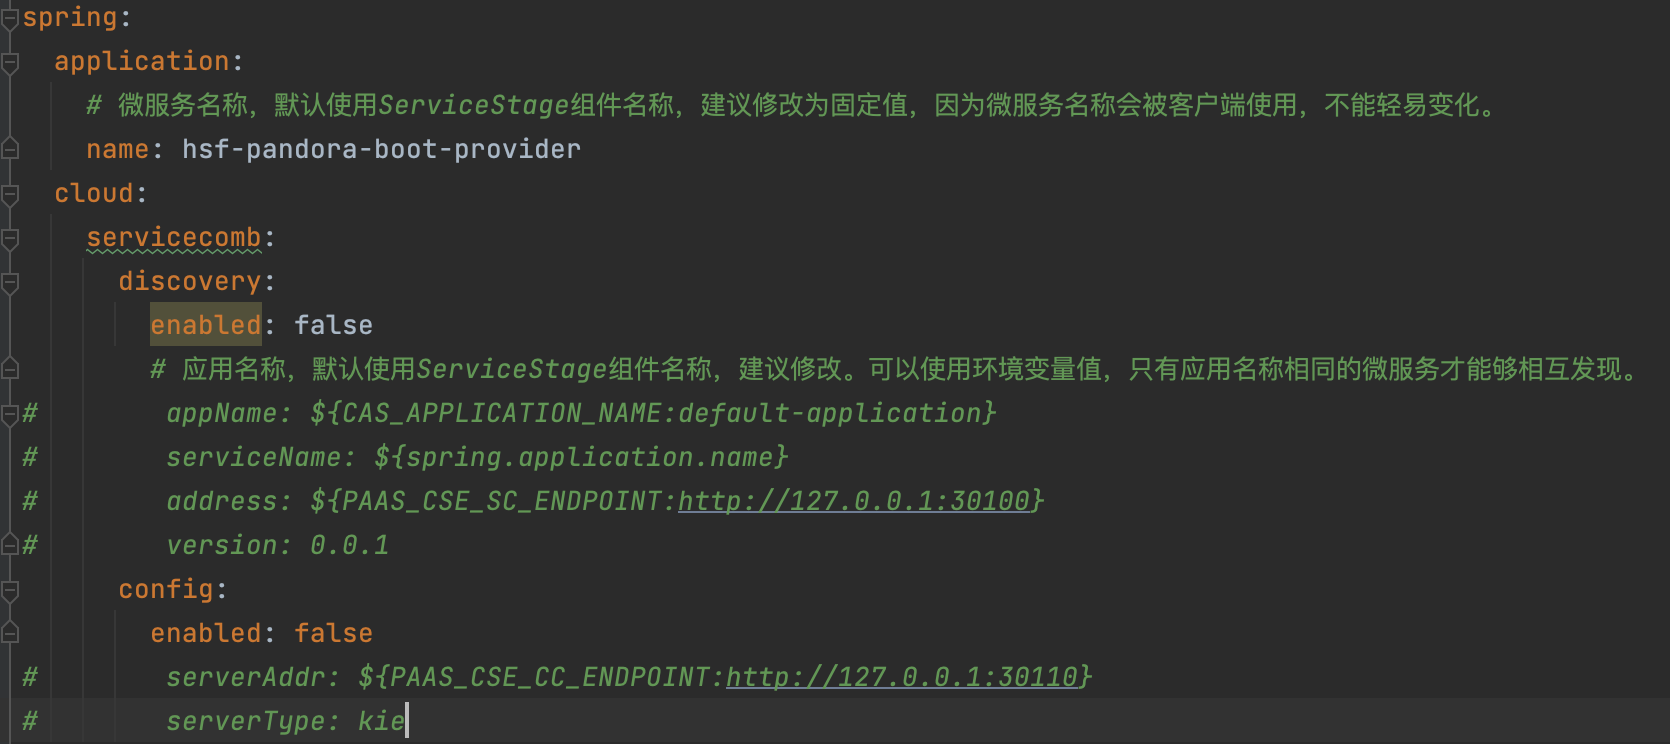 spring:
  application:
    # 微服务名称，默认使用ServiceStage组件名称，建议修改为固定值，因为微服务名称会被客户端使用，不能轻易变化。
    name: hsf-pandora-boot-provider
  cloud:
    servicecomb:
      discovery:
        enabled: false
        # 应用名称，默认使用ServiceStage组件名称，建议修改。可以使用环境变量值，只有应用名称相同的微服务才能够相互发现。
#        appName: ${CAS_APPLICATION_NAME:default-application}
#        serviceName: ${spring.application.name}
#        address: ${PAAS_CSE_SC_ENDPOINT:http://127.0.0.1:30100}
#        version: 0.0.1
      config:
        enabled: false
#        serverAddr: ${PAAS_CSE_CC_ENDPOINT:http://127.0.0.1:30110}
#        serverType: kie